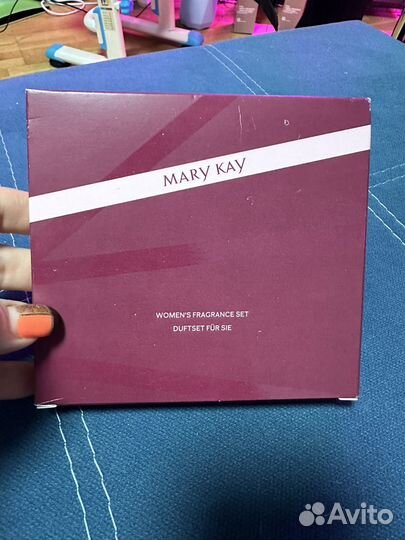 MARY KAY
WOMEN'S FRAGRANCE SET
DUFTSET FÜR SIE
Avito